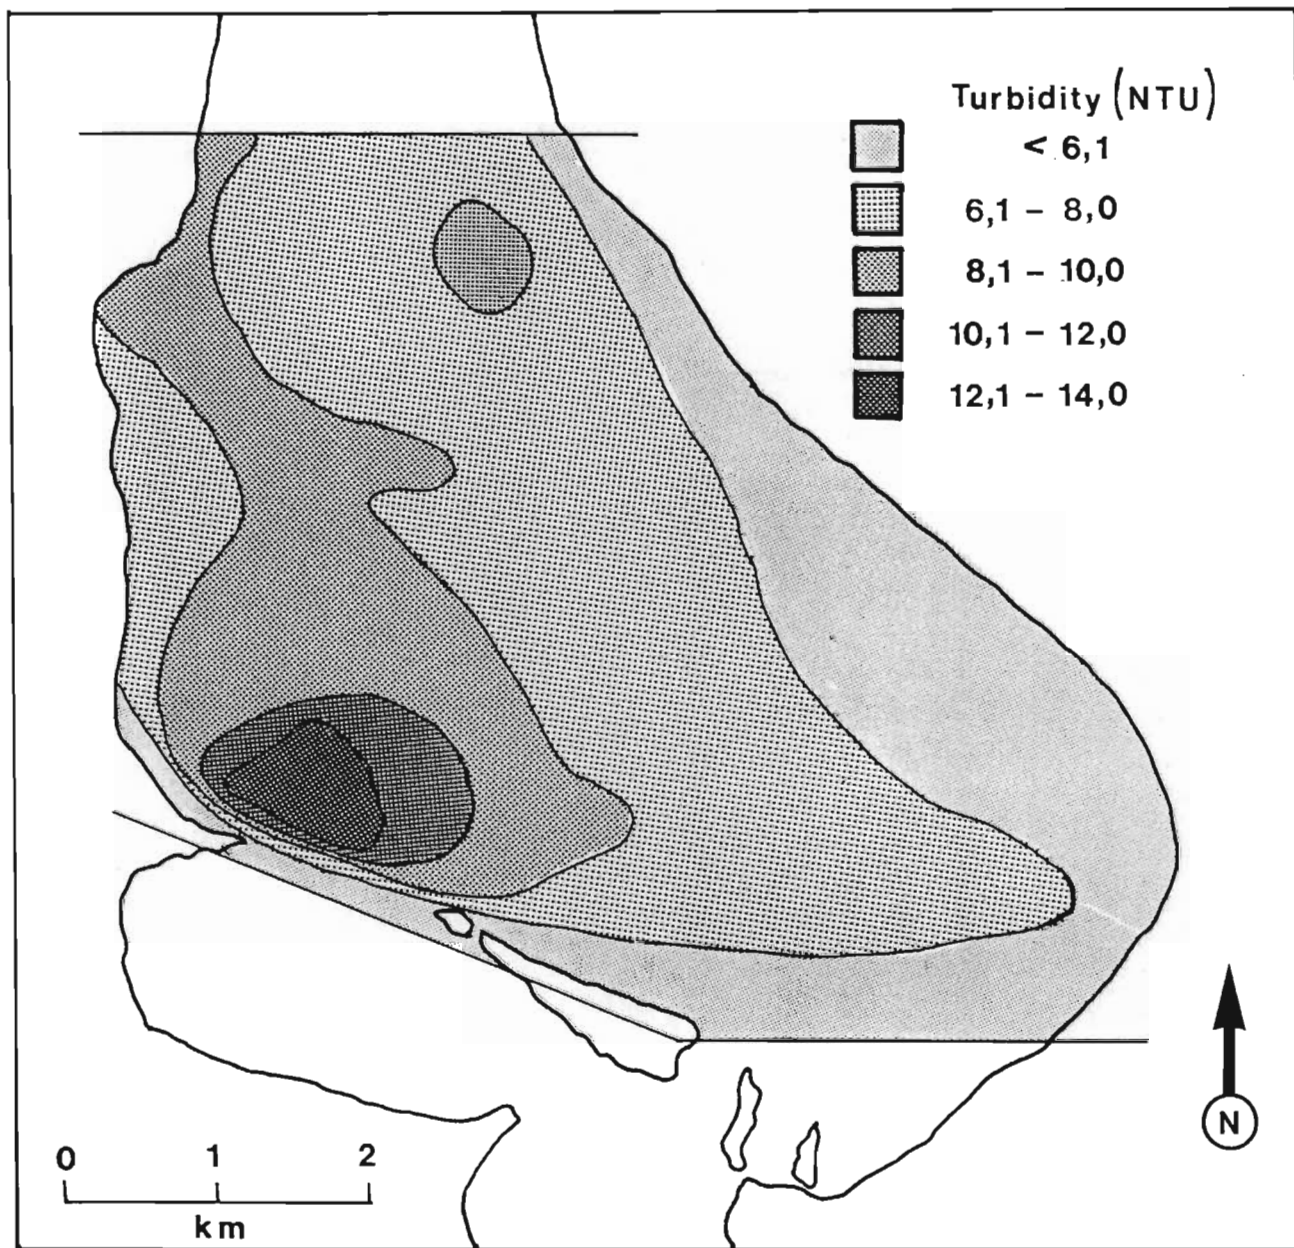 Turbidity (NTU)
< 6,1
6,1 – 8,0
8,1 – 10,0
10,1 – 12,0
12,1 – 14,0
N
0 1 2
km